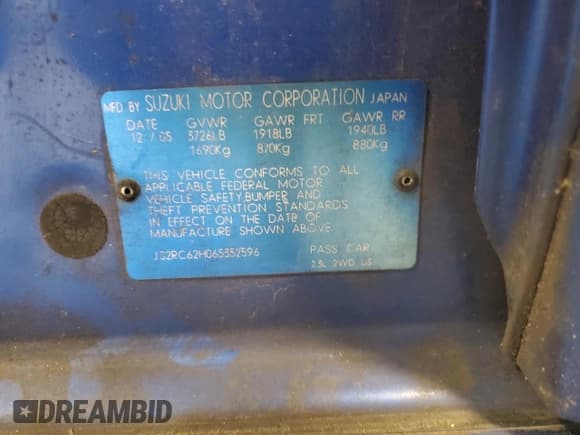 MFD BY SUZUKI MOTOR CORPORATION JAPAN
DATE GVWR GAWR FRT GAWR RR
12 / 05 3726LB 1918LB 1940LB
1690Kg 870Kg 880Kg
THIS VEHICLE CONFORMS TO ALL
APPLICABLE FEDERAL MOTOR
VEHICLE SAFETY,BUMPER AND
THEFT PREVENTION STANDARDS
IN EFFECT ON THE DATE OF
MANUFACTURE SHOWN ABOVE
JS2RC62H065352596 PASS CAR
2.3L 2WD US
DREAMBID